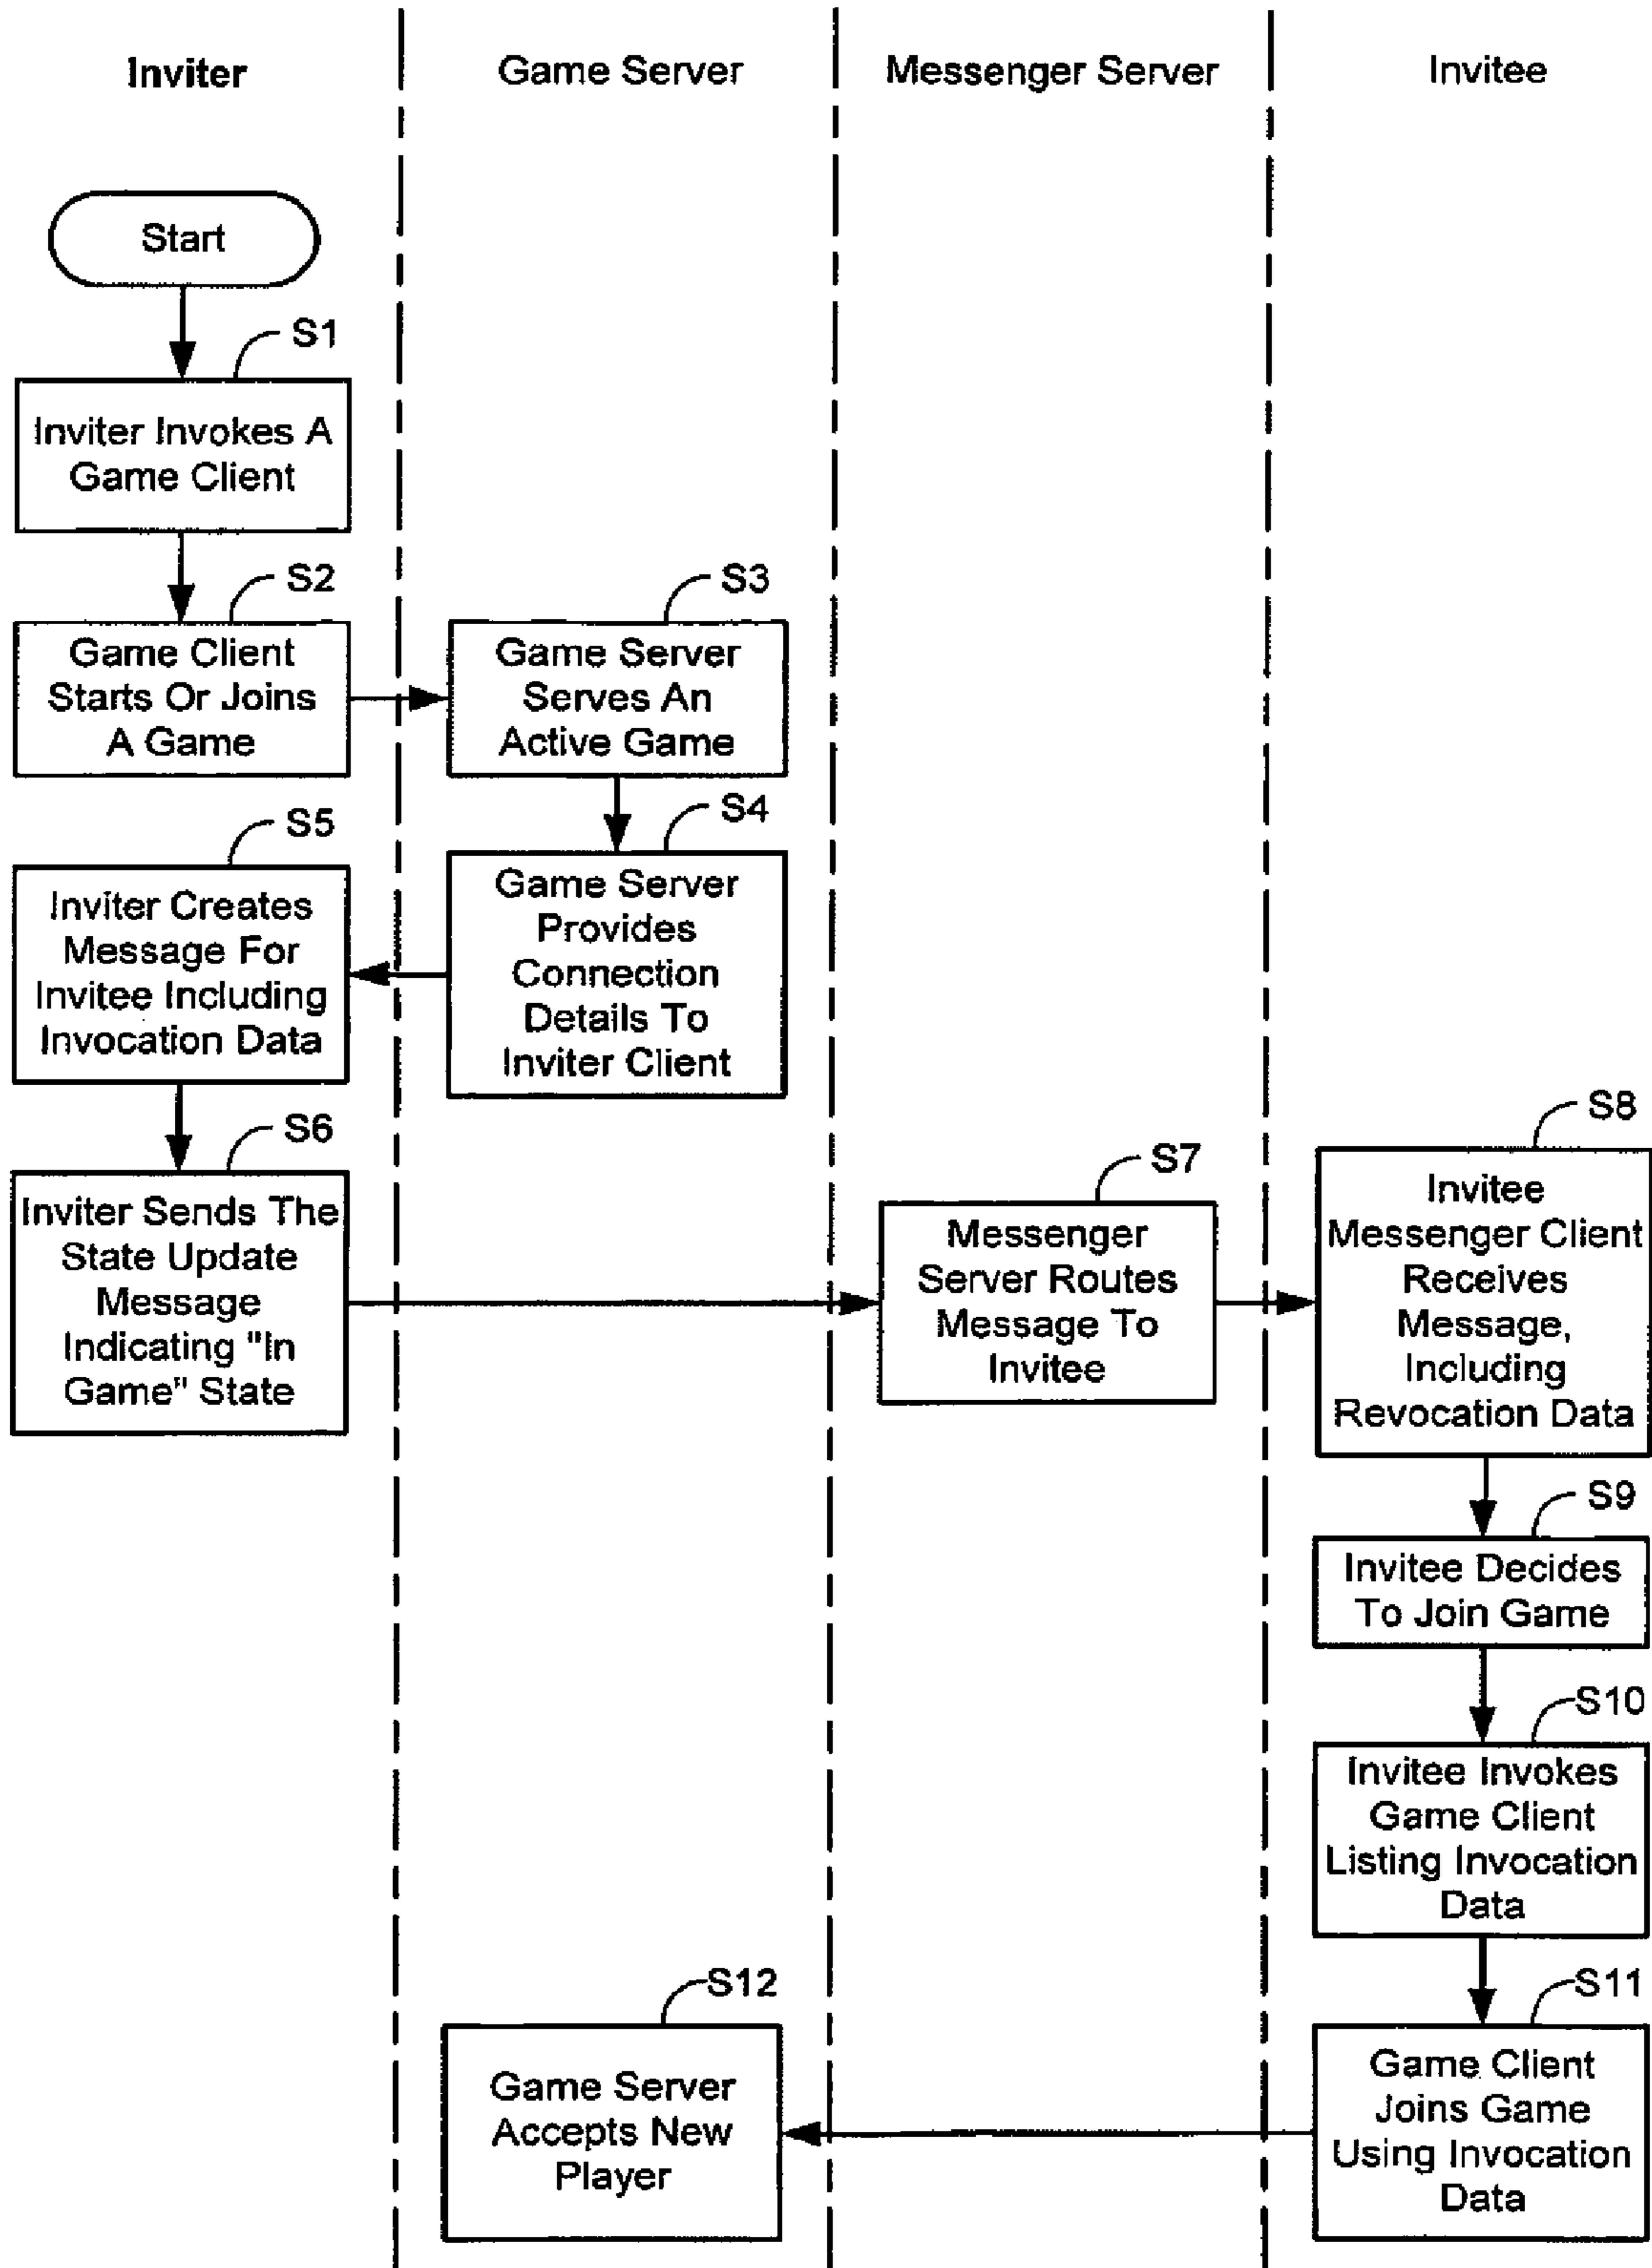 Inviter
Game Server
Messenger Server
Invitee
Start
S1
Inviter Invokes A
Game Client
S2
Game Client
Starts Or Joins
A Game
S3
Game Server
Serves An
Active Game
S4
Game Server
Provides
Connection
Details To
Inviter Client
S5
Inviter Creates
Message For
Invitee Including
Invocation Data
S6
Inviter Sends The
State Update
Message
Indicating "In
Game" State
S7
Messenger
Server Routes
Message To
Invitee
S8
Invitee
Messenger Client
Receives
Message,
Including
Revocation Data
S9
Invitee Decides
To Join Game
S10
Invitee Invokes
Game Client
Listing Invocation
Data
S11
Game Client
Joins Game
Using Invocation
Data
S12
Game Server
Accepts New
Player